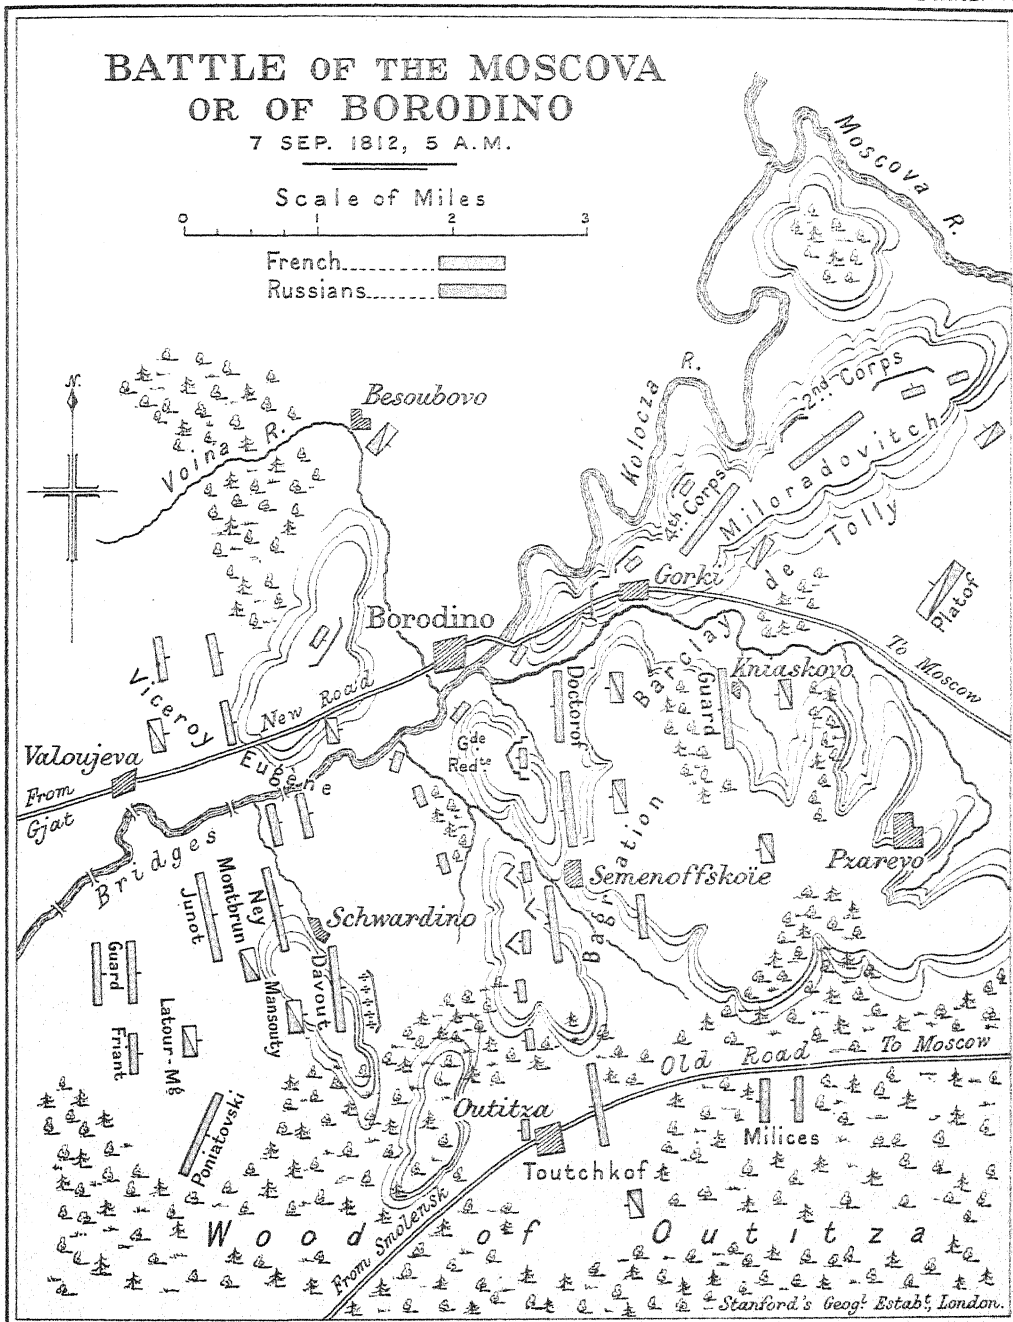 BATTLE OF THE MOSCOVA
OR OF BORODINO
7 SEP. 1812, 5 A.M.
Scale of Miles
0 1 2 3
French
Russians
Moscova R.
N.
Besoubovo
Voina R.
Kolocza R.
2nd Corps
4th Corps
Miloradovitch
Barclay de Tolly
Gorki
Platof
Borodino
To Moscow
Viceroy
New Road
Doctorof
Guard
Kniaskovo
Valoujeva
From Gjat
Eugène
Gde Redte
Bridges
Bagration
Semenoffskoïe
Pzarevo
Junot
Montbrun
Ney
Schwardino
Guard
Davout
Mansouty
Latour-Mg
Friant
Old Road
To Moscow
Poniatovski
Outitza
Milices
Toutchkof
From Smolensk
Wood of Outitza
Stanford's Geogl. Estabt., London.